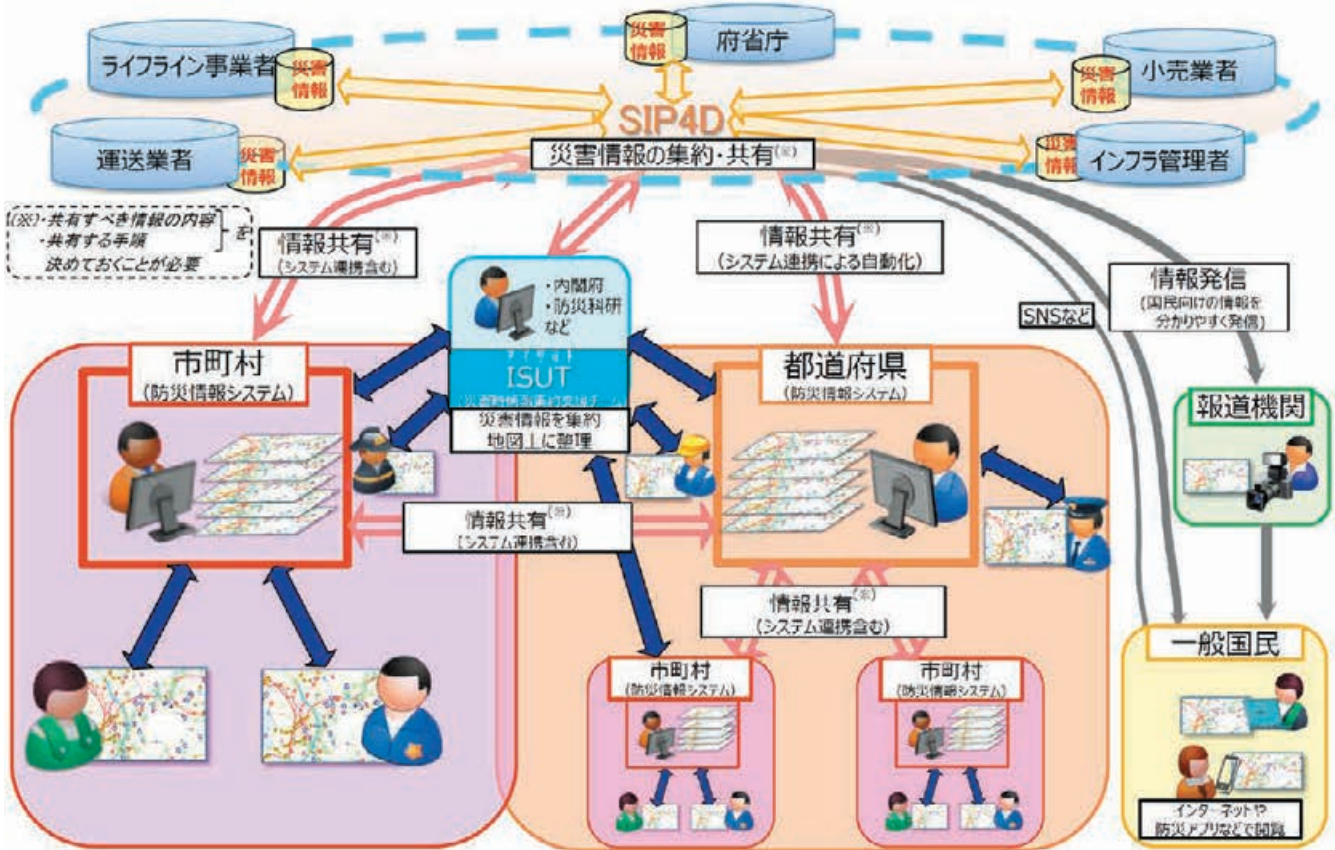 災害
情報
府省庁
ライフライン事業者
災害
情報
災害
情報
小売業者
SIP4D
運送業者
災害
情報
災害情報の集約・共有(※)
災害
情報
インフラ管理者
(※)・共有すべき情報の内容
・共有する手順
を
決めておくことが必要
情報共有(※)
(システム連携含む)
情報共有(※)
(システム連携による自動化)
・内閣府
・防災科研
など
情報発信
(国民向けの情報を
分かりやすく発信)
SNSなど
市町村
(防災情報システム)
ISUT
災害情報を集約
地図上に整理
都道府県
(防災情報システム)
報道機関
情報共有(※)
(システム連携含む)
情報共有(※)
(システム連携含む)
市町村
(防災情報システム)
市町村
(防災情報システム)
一般国民
インターネットや
防災アプリなどで閲覧